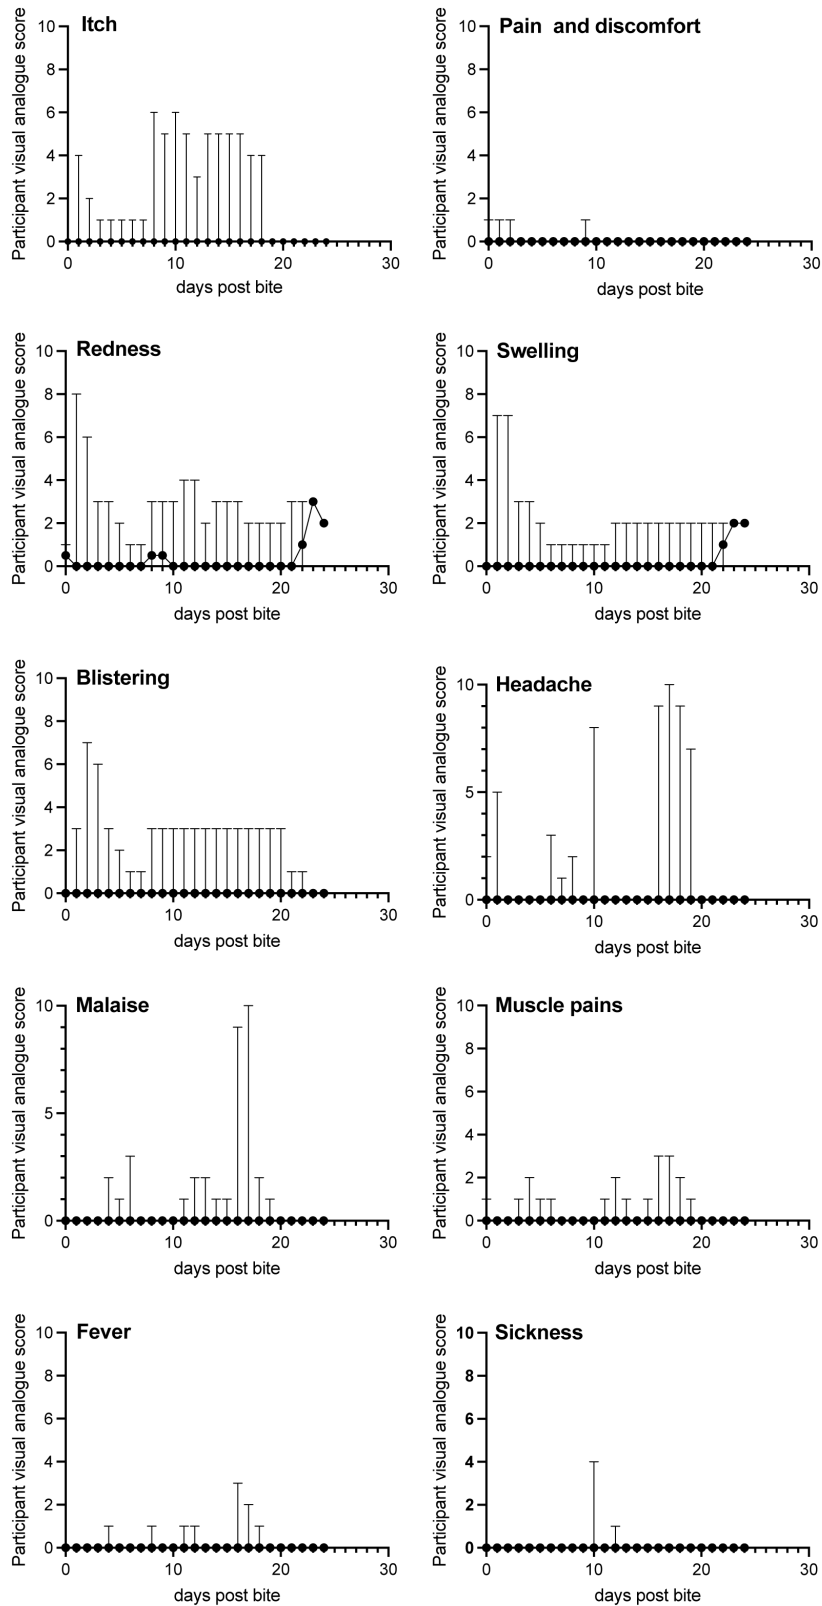 Itch
Participant visual analogue score
10
8
6
4
2
0
0 10 20 30
days post bite
Pain and discomfort
Participant visual analogue score
10
8
6
4
2
0
0 10 20 30
days post bite
Redness
Participant visual analogue score
10
8
6
4
2
0
0 10 20 30
days post bite
Swelling
Participant visual analogue score
10
8
6
4
2
0
0 10 20 30
days post bite
Blistering
Participant visual analogue score
10
8
6
4
2
0
0 10 20 30
days post bite
Headache
Participant visual analogue score
10
5
0
0 10 20 30
days post bite
Malaise
Participant visual analogue score
10
5
0
0 10 20 30
days post bite
Muscle pains
Participant visual analogue score
10
8
6
4
2
0
0 10 20 30
days post bite
Fever
Participant visual analogue score
10
8
6
4
2
0
0 10 20 30
days post bite
Sickness
Participant visual analogue score
10
8
6
4
2
0
0 10 20 30
days post bite